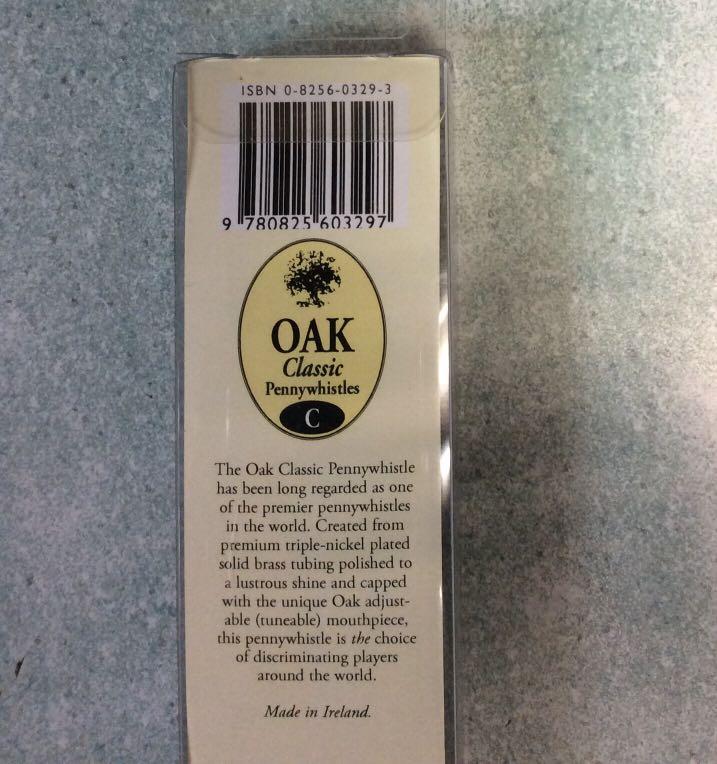 ISBN 0-8256-0329-3
9 780825 603297
OAK
Classic
Pennywhistles
C
The Oak Classic Pennywhistle
has been long regarded as one
of the premier pennywhistles
in the world. Created from
premium triple-nickel plated
solid brass tubing polished to
a lustrous shine and capped
with the unique Oak adjust-
able (tuneable) mouthpiece,
this pennywhistle is the choice
of discriminating players
around the world.
Made in Ireland.